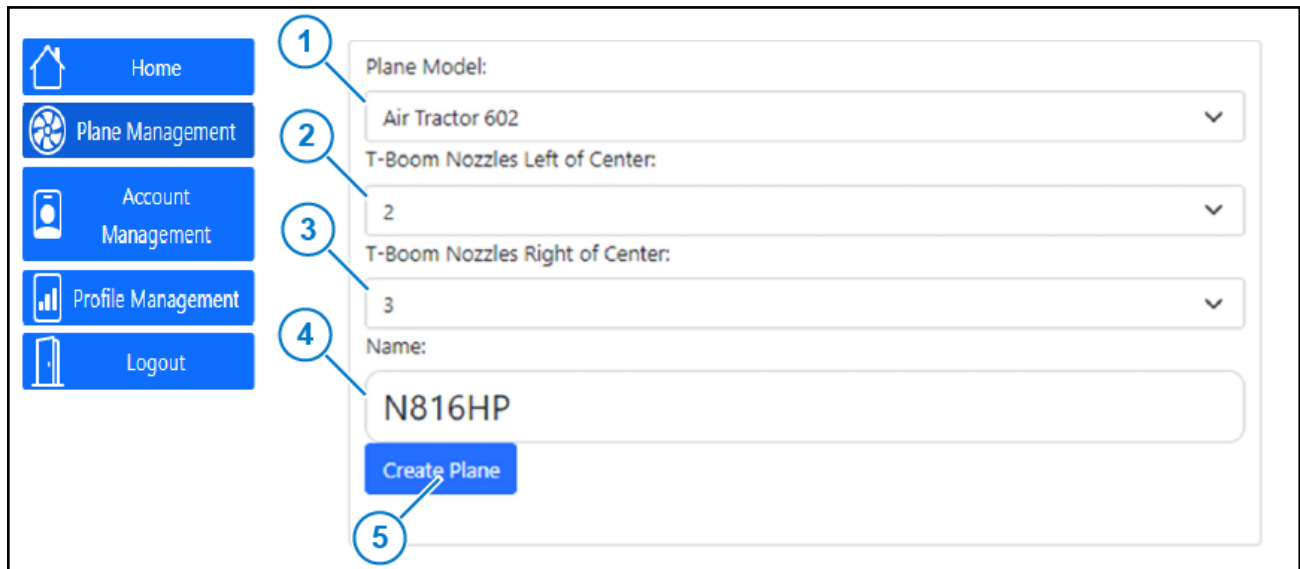 Home
Plane Management
Account
Management
Profile Management
Logout
1
Plane Model:
Air Tractor 602
2
T-Boom Nozzles Left of Center:
2
3
T-Boom Nozzles Right of Center:
3
4
Name:
N816HP
Create Plane
5